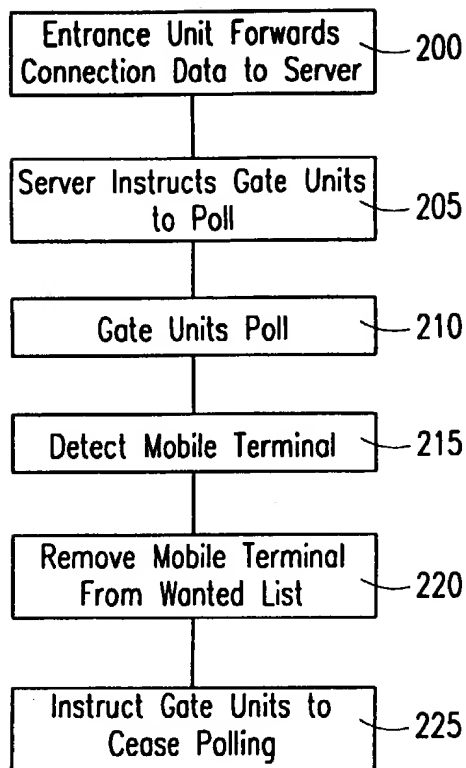 Entrance Unit Forwards
Connection Data to Server
200
Server Instructs Gate Units
to Poll
205
Gate Units Poll
210
Detect Mobile Terminal
215
Remove Mobile Terminal
From Wanted List
220
Instruct Gate Units to
Cease Polling
225